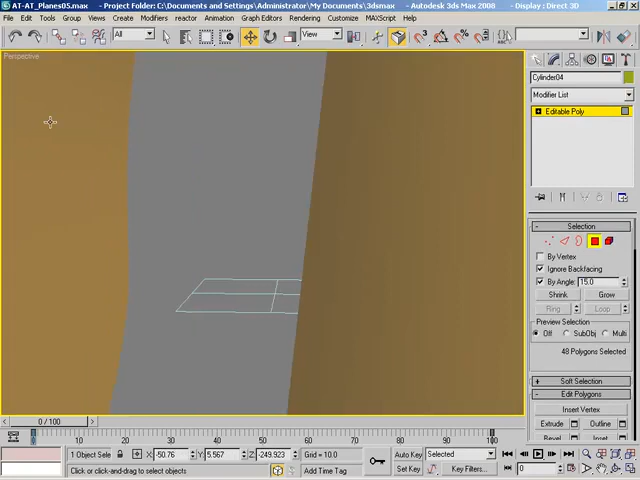 AT-AT_Planes05.max - Project Folder: C:\Documents and Settings\Administrator\My Documents\3dsmax - Autodesk 3ds Max 2008 - Display : Direct 3D
File Edit Tools Group Views Create Modifiers reactor Animation Graph Editors Rendering Customize MAXScript Help
All View
Perspective
Cylinder04
Modifier List
Editable Poly
Selection
By Vertex
Ignore Backfacing
By Angle: 15.0
Shrink Grow
Ring Loop
Preview Selection
Off SubObj Multi
48 Polygons Selected
Soft Selection
Edit Polygons
Insert Vertex
Extrude Outline
Bevel Inset
0 / 100
0 10 20 30 40 50 60 70 80 90 100
1 Object Sele X: -50.76 Y: 5.567 Z: -249.923 Grid = 10.0 Auto Key Selected
Click or click-and-drag to select objects Add Time Tag Set Key Key Filters... 0